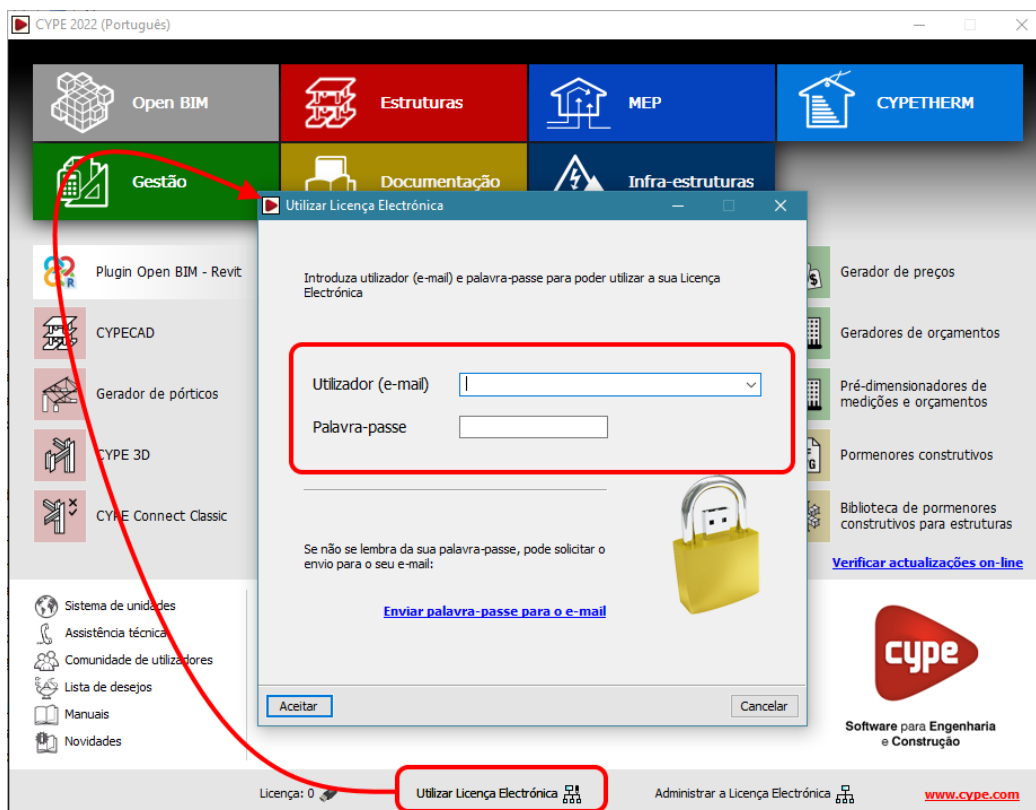 CYPE 2022 (Português)
Open BIM
Estruturas
MEP
CYPETHERM
Gestão
Documentação
Infra-estruturas
Utilizar Licença Electrónica
Plugin Open BIM - Revit
CYPECAD
Gerador de pórticos
CYPE 3D
CYPE Connect Classic
Introduza utilizador (e-mail) e palavra-passe para poder utilizar a sua Licença
Electrónica
Utilizador (e-mail)
Palavra-passe
Se não se lembra da sua palavra-passe, pode solicitar o
envio para o seu e-mail:
Enviar palavra-passe para o e-mail
Aceitar
Cancelar
Gerador de preços
Geradores de orçamentos
Pré-dimensionadores de
medições e orçamentos
Pormenores construtivos
Biblioteca de pormenores
construtivos para estruturas
Verificar actualizações on-line
Sistema de unidades
Assistência técnica
Comunidade de utilizadores
Lista de desejos
Manuais
Novidades
cype
Software para Engenharia
e Construção
Licença: 0
Utilizar Licença Electrónica
Administrar a Licença Electrónica
www.cype.com